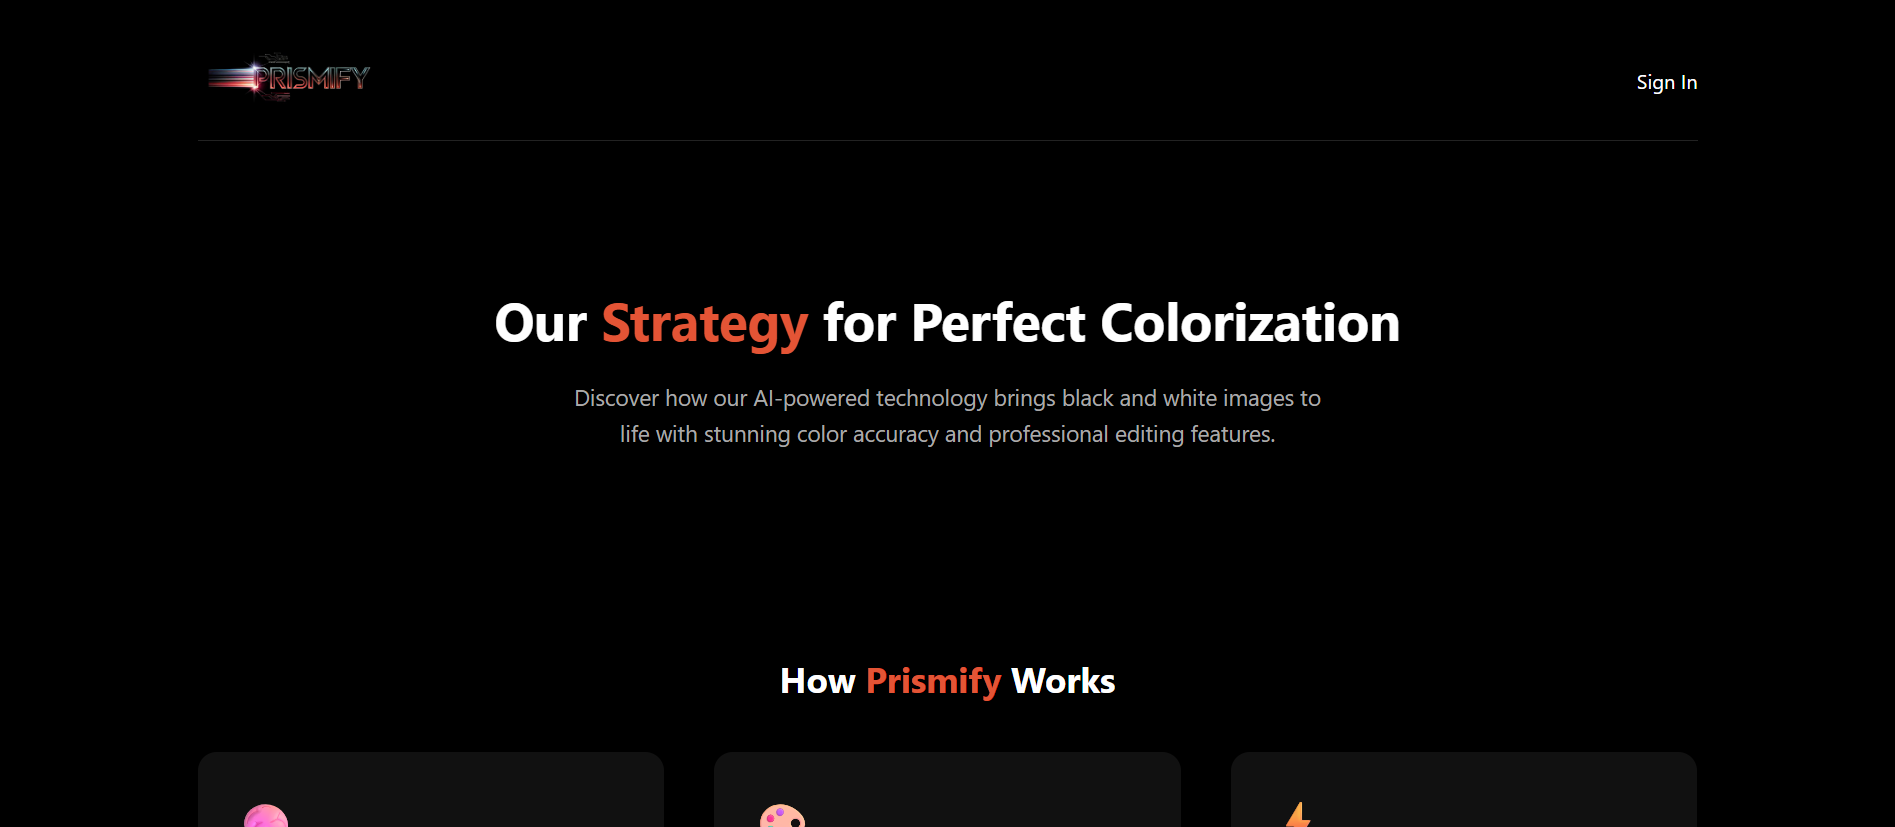 PRISMIFY
Sign In
Our Strategy for Perfect Colorization
Discover how our AI-powered technology brings black and white images to
life with stunning color accuracy and professional editing features.
How Prismify Works